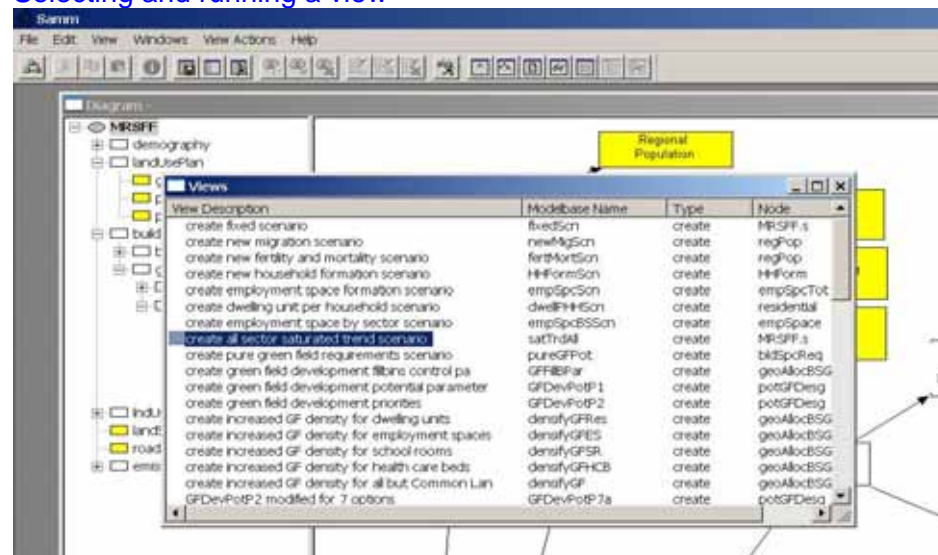 Selecting and running a view
Samm
File Edit View Windows View Actions Help
Diagram -
MRSFF
demography
landUsePlan
Regional
Population
Views
View Description Modelbase Name Type Node
create fixed scenario fixedScn create MRSFF.s
create new migration scenario newMigScn create regPop
create new fertility and mortality scenario fertMortScn create regPop
create new household formation scenario HHFormScn create HHForm
create employment space formation scenario empSpcScn create empSpcTot
create dwelling unit per household scenario dwelPHHScn create residential
create employment space by sector scenario empSpcBSScn create empSpace
create all sector saturated trend scenario satTrdAll create MRSFF.s
create pure green field requirements scenario pureGFPot create bldSpcReq
create green field development fillbins control pa GFFillBPar create geoAllocBSG
create green field development potential parameter GFDevPotP1 create potGFDesg
create green field development priorities GFDevPotP2 create potGFDesg
create increased GF density for dwelling units densifyGFRes create geoAllocBSG
create increased GF density for employment spaces densifyGFES create geoAllocBSG
create increased GF density for school rooms densifyGFSR create geoAllocBSG
create increased GF density for health care beds densifyGFHCB create geoAllocBSG
create increased GF density for all but Common Lan densifyGF create geoAllocBSG
GFDevPotP2 modified for 7 options GFDevPotP7a create potGFDesg
build
indU
land
road
emis